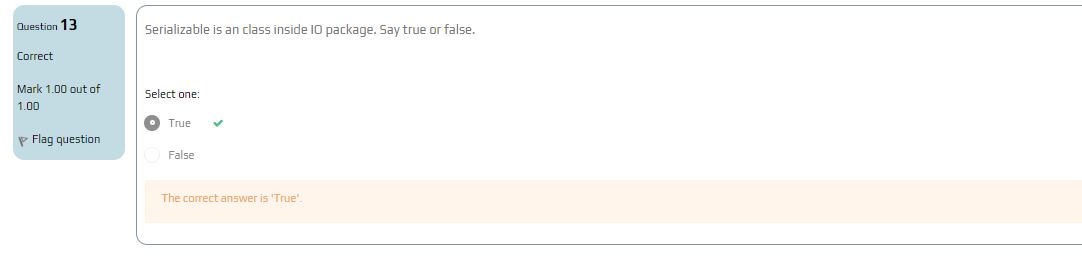 Question 13
Correct
Mark 1.00 out of
1.00
Flag question
Serializable is an class inside IO package. Say true or false.
Select one:
True
False
The correct answer is 'True'.